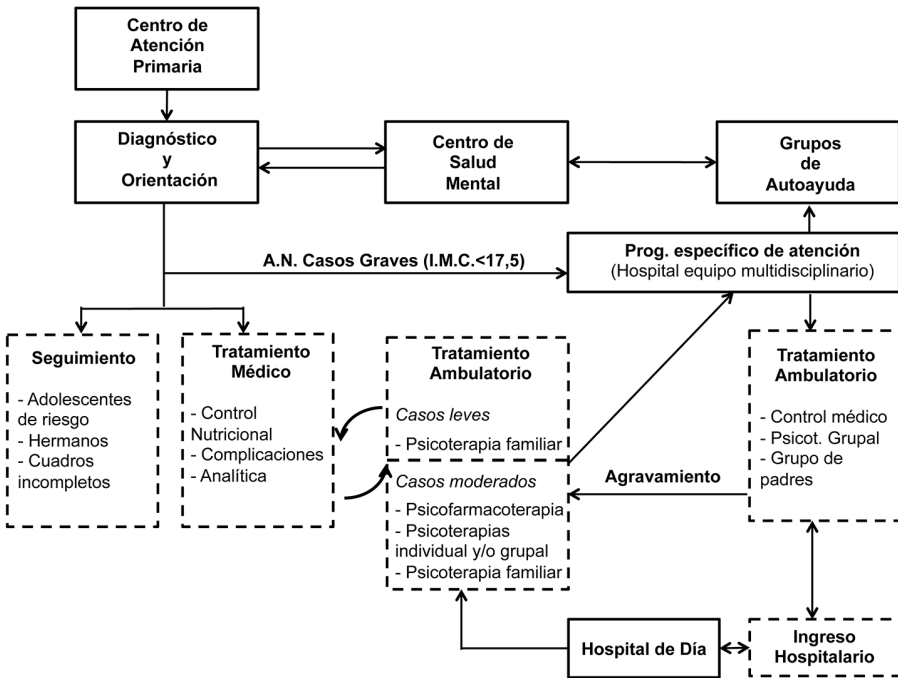 Centro de
Atención
Primaria
Diagnóstico
y
Orientación
Centro de
Salud
Mental
Grupos
de
Autoayuda
A.N. Casos Graves (I.M.C.<17,5)
Prog. específico de atención
(Hospital equipo multidisciplinario)
Seguimiento
- Adolescentes
de riesgo
- Hermanos
- Cuadros
incompletos
Tratamiento
Médico
- Control
Nutricional
- Complicaciones
- Analítica
Tratamiento
Ambulatorio
Casos leves
- Psicoterapia familiar
Casos moderados
- Psicofarmacoterapia
- Psicoterapias
individual y/o grupal
- Psicoterapia familiar
Agravamiento
Tratamiento
Ambulatorio
- Control médico
- Psicot. Grupal
- Grupo de
padres
Hospital de Día
Ingreso
Hospitalario